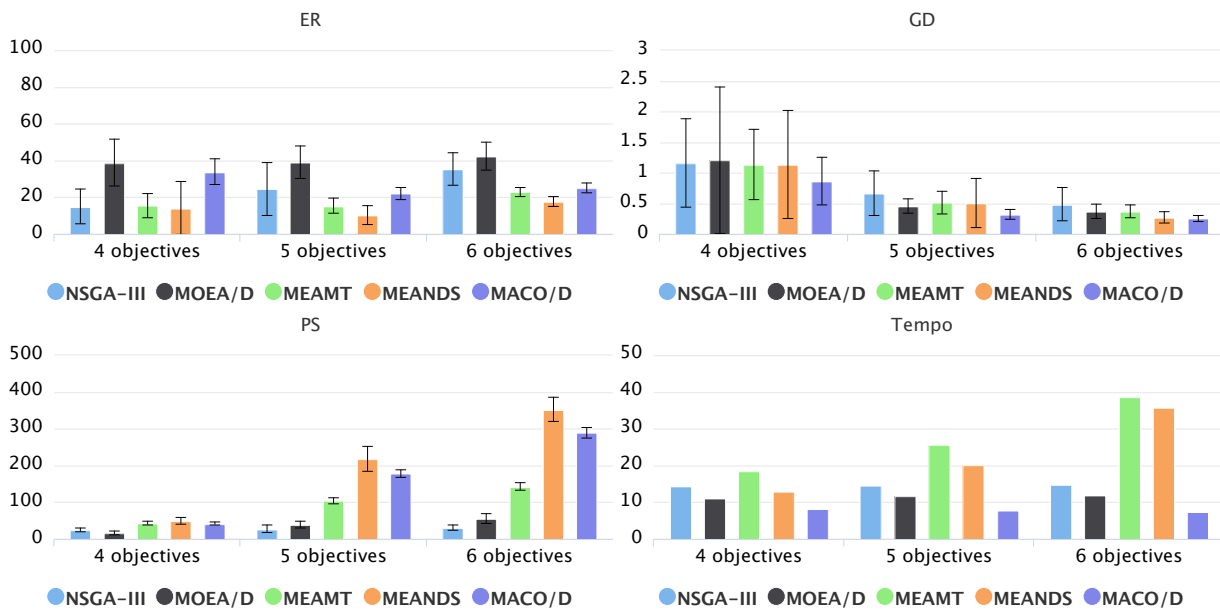 ER
100
80
60
40
20
0
4 objectives 5 objectives 6 objectives
NSGA-III MOEA/D MEAMT MEANDS MACO/D
GD
3
2.5
2
1.5
1
0.5
0
4 objectives 5 objectives 6 objectives
NSGA-III MOEA/D MEAMT MEANDS MACO/D
PS
500
400
300
200
100
0
4 objectives 5 objectives 6 objectives
NSGA-III MOEA/D MEAMT MEANDS MACO/D
Tempo
50
40
30
20
10
0
4 objectives 5 objectives 6 objectives
NSGA-III MOEA/D MEAMT MEANDS MACO/D